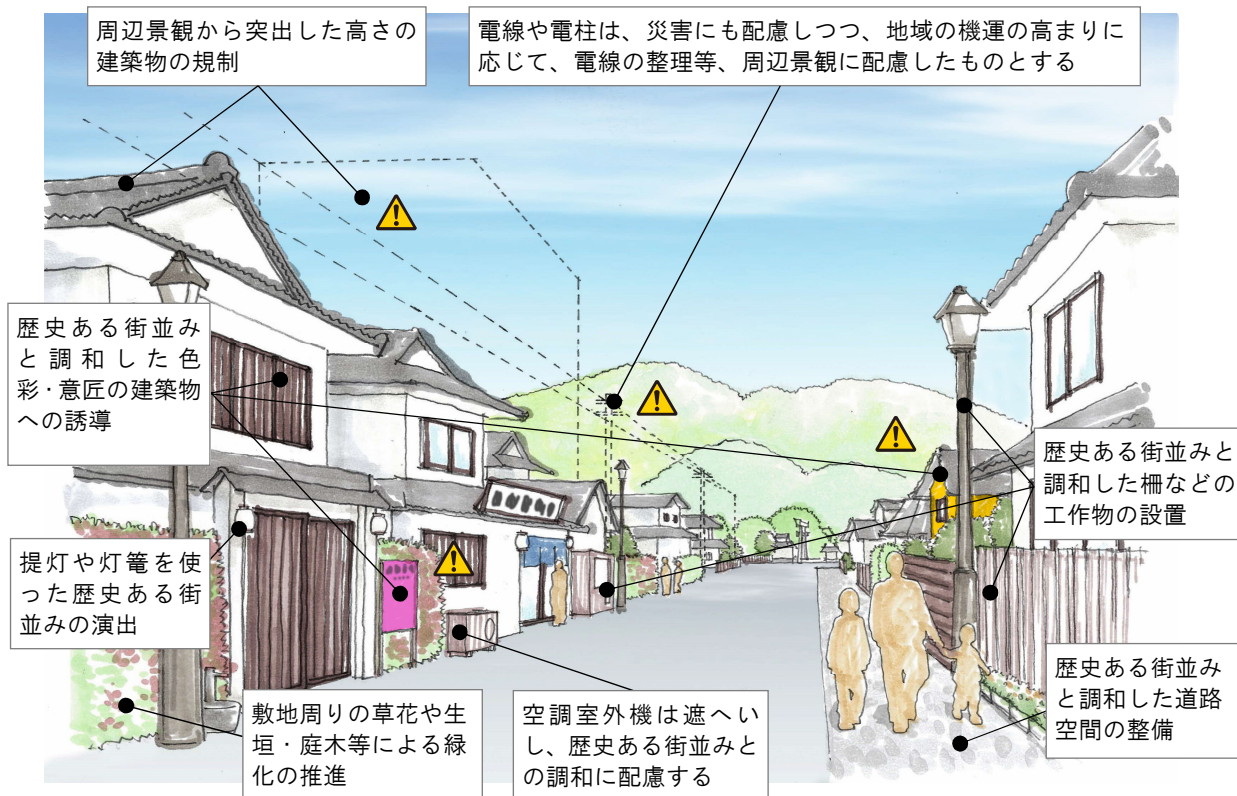 周辺景観から突出した高さの
建築物の規制
電線や電柱は、災害にも配慮しつつ、地域の機運の高まりに
応じて、電線の整理等、周辺景観に配慮したものとする
歴史ある街並み
と調和した色
彩・意匠の建築物
への誘導
歴史ある街並みと
調和した柵などの
工作物の設置
提灯や灯篭を使
った歴史ある街
並みの演出
歴史ある街並み
と調和した道路
空間の整備
敷地周りの草花や生
垣・庭木等による緑
化の推進
空調室外機は遮へい
し、歴史ある街並みと
の調和に配慮する